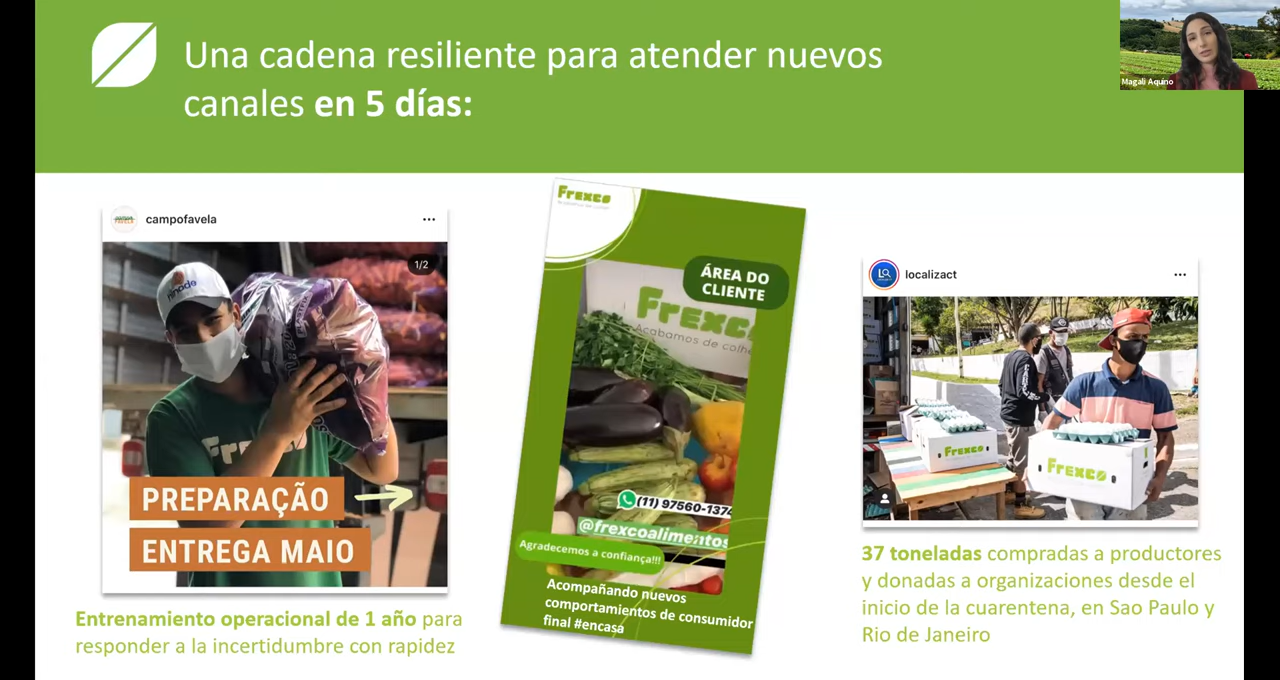 Una cadena resiliente para atender nuevos
canales en 5 días:
Magali Aquino
campofavela
1/2
Frexco
PREPARAÇÃO
ENTREGA MAIO
Entrenamiento operacional de 1 año para
responder a la incertidumbre con rapidez
Frexco
ÁREA DO
CLIENTE
Frexco
Acabamos de
(11) 97560-137
@frexcoalimentos
Agradecemos a confiança!!!
Acompañando nuevos
comportamientos de consumidor
final #encasa
localizact
Frexco
Frexco
37 toneladas compradas a productores
y donadas a organizaciones desde el
inicio de la cuarentena, en Sao Paulo y
Rio de Janeiro